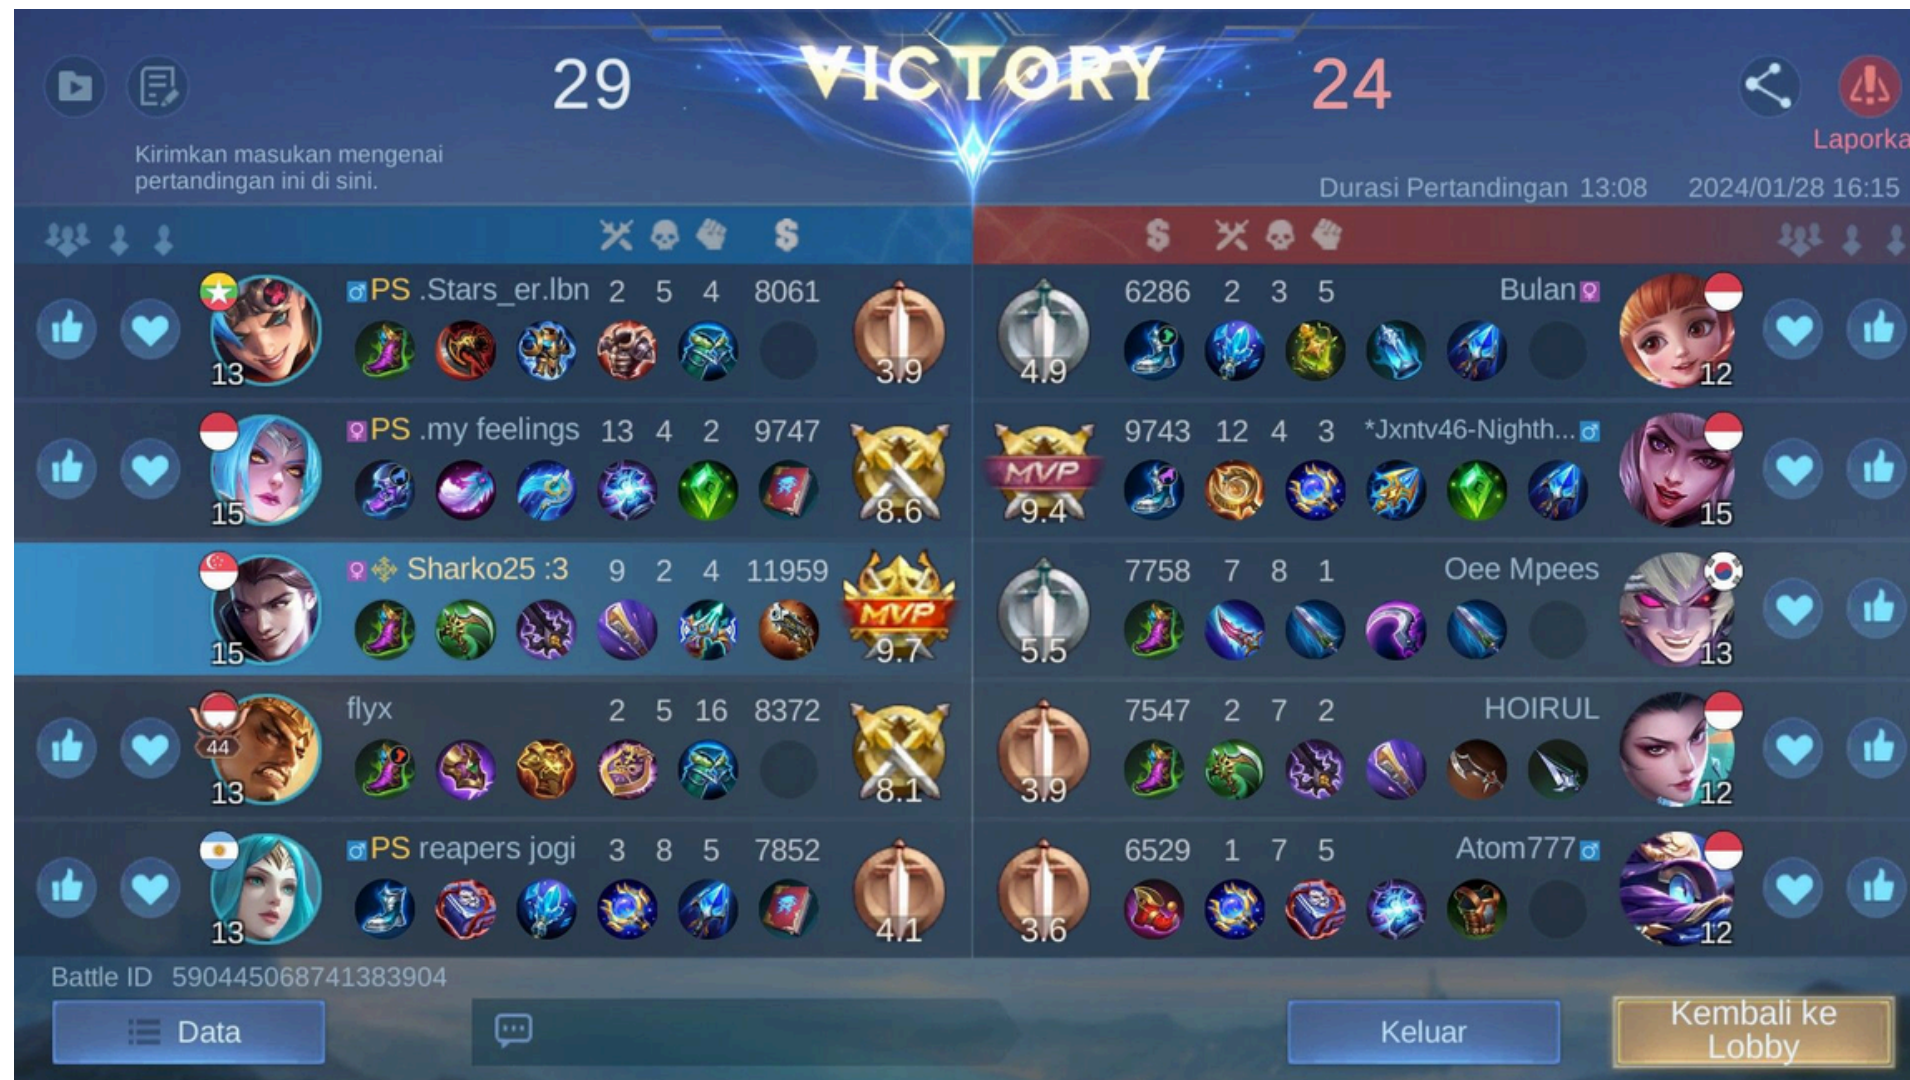 29
VICTORY
24
Laporka
Kirimkan masukan mengenai
pertandingan ini di sini.
Durasi Pertandingan 13:08 2024/01/28 16:15
PS .Stars_er.lbn 2 5 4 8061
13
3.9
6286 2 3 5 Bulan
4.9
12
PS .my feelings 13 4 2 9747
15
8.6
9743 12 4 3 *Jxntv46-Nighth...
MVP
9.4
15
Sharko25 :3 9 2 4 11959
15
MVP
9.7
7758 7 8 1 Oee Mpees
5.5
13
flyx 2 5 16 8372
44
13
8.1
7547 2 7 2 HOIRUL
3.9
12
PS reapers jogi 3 8 5 7852
13
4.1
6529 1 7 5 Atom777
3.6
12
Battle ID 590445068741383904
Data
Keluar
Kembali ke
Lobby